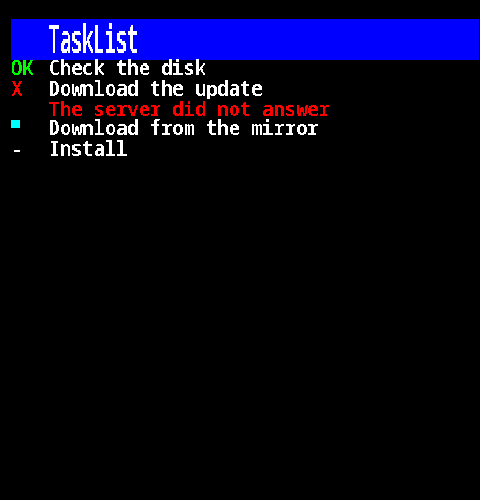 TaskList
OK Check the disk
X Download the update
The server did not answer
Download from the mirror
- Install